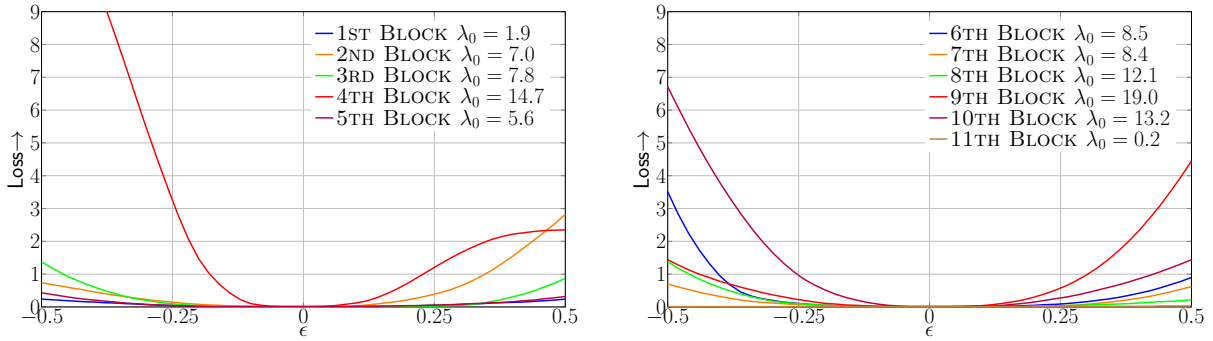 9
8
7
6
5
4
3
2
1
0
Loss→
−0.5
−0.25
0
0.25
0.5
ϵ
1ST BLOCK λ₀ = 1.9
2ND BLOCK λ₀ = 7.0
3RD BLOCK λ₀ = 7.8
4TH BLOCK λ₀ = 14.7
5TH BLOCK λ₀ = 5.6
9
8
7
6
5
4
3
2
1
0
Loss→
−0.5
−0.25
0
0.25
0.5
ϵ
6TH BLOCK λ₀ = 8.5
7TH BLOCK λ₀ = 8.4
8TH BLOCK λ₀ = 12.1
9TH BLOCK λ₀ = 19.0
10TH BLOCK λ₀ = 13.2
11TH BLOCK λ₀ = 0.2